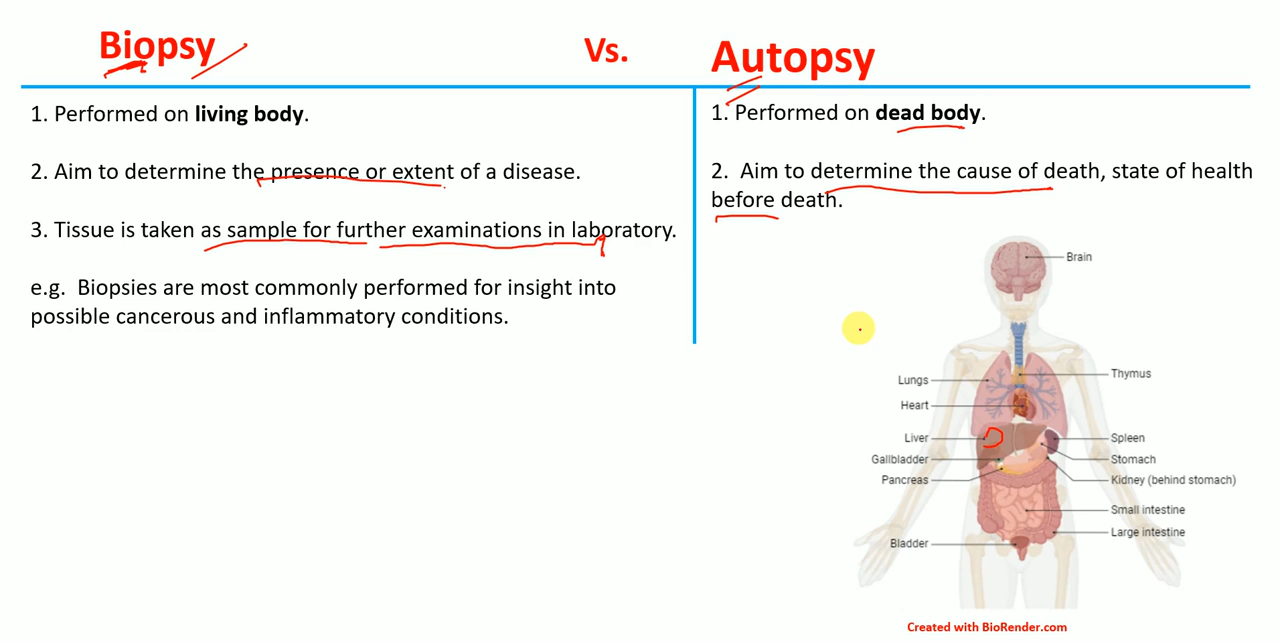 Biopsy
Vs.
Autopsy
1. Performed on living body.
2. Aim to determine the presence or extent of a disease.
3. Tissue is taken as sample for further examinations in laboratory.
e.g.  Biopsies are most commonly performed for insight into
possible cancerous and inflammatory conditions.
1. Performed on dead body.
2.  Aim to determine the cause of death, state of health
before death.
Brain
Thymus
Lungs
Heart
Liver
Spleen
Gallbladder
Stomach
Pancreas
Kidney (behind stomach)
Small intestine
Large intestine
Bladder
Created with BioRender.com